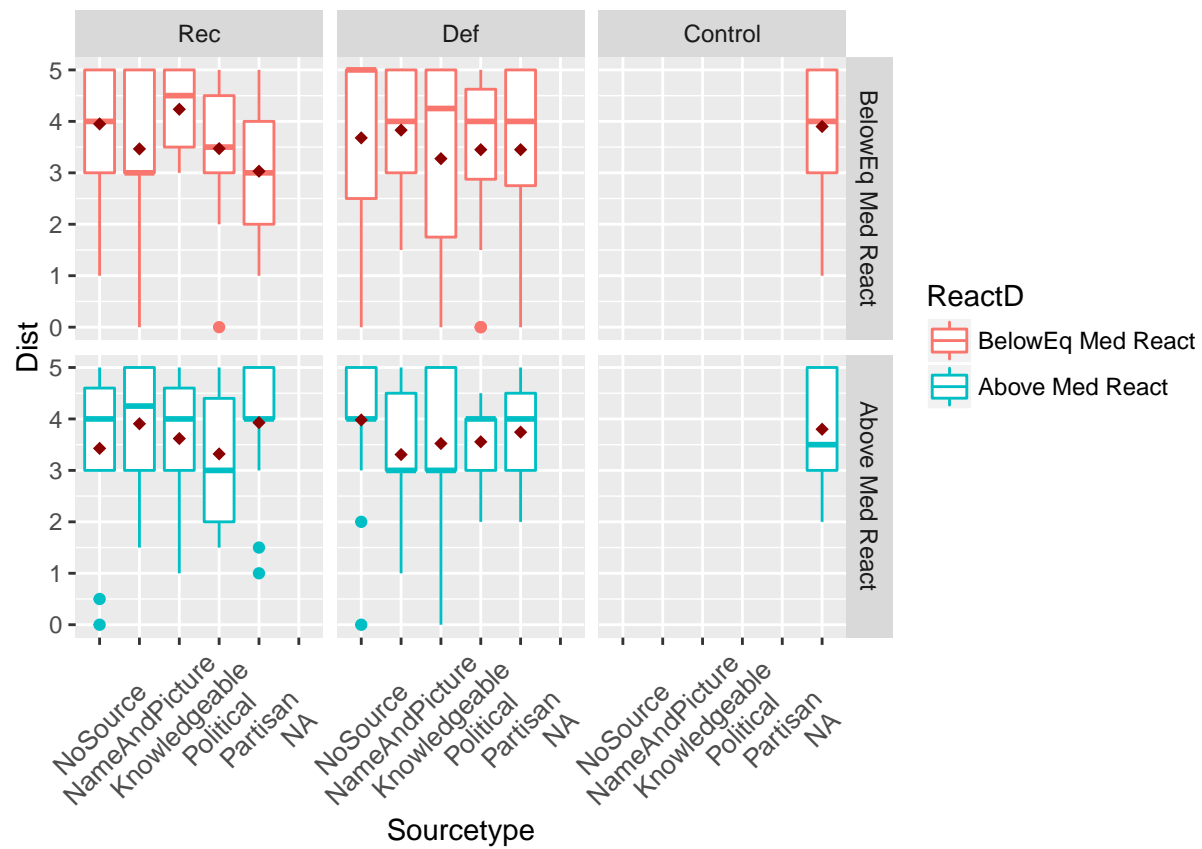 Rec Def Control
5
4
3
2
1
0
BelowEq Med React
5
4
3
2
1
0
Above Med React
Dist
NoSource NameAndPicture Knowledgeable Political Partisan NA
NoSource NameAndPicture Knowledgeable Political Partisan NA
NoSource NameAndPicture Knowledgeable Political Partisan NA
Sourcetype
ReactD
BelowEq Med React
Above Med React